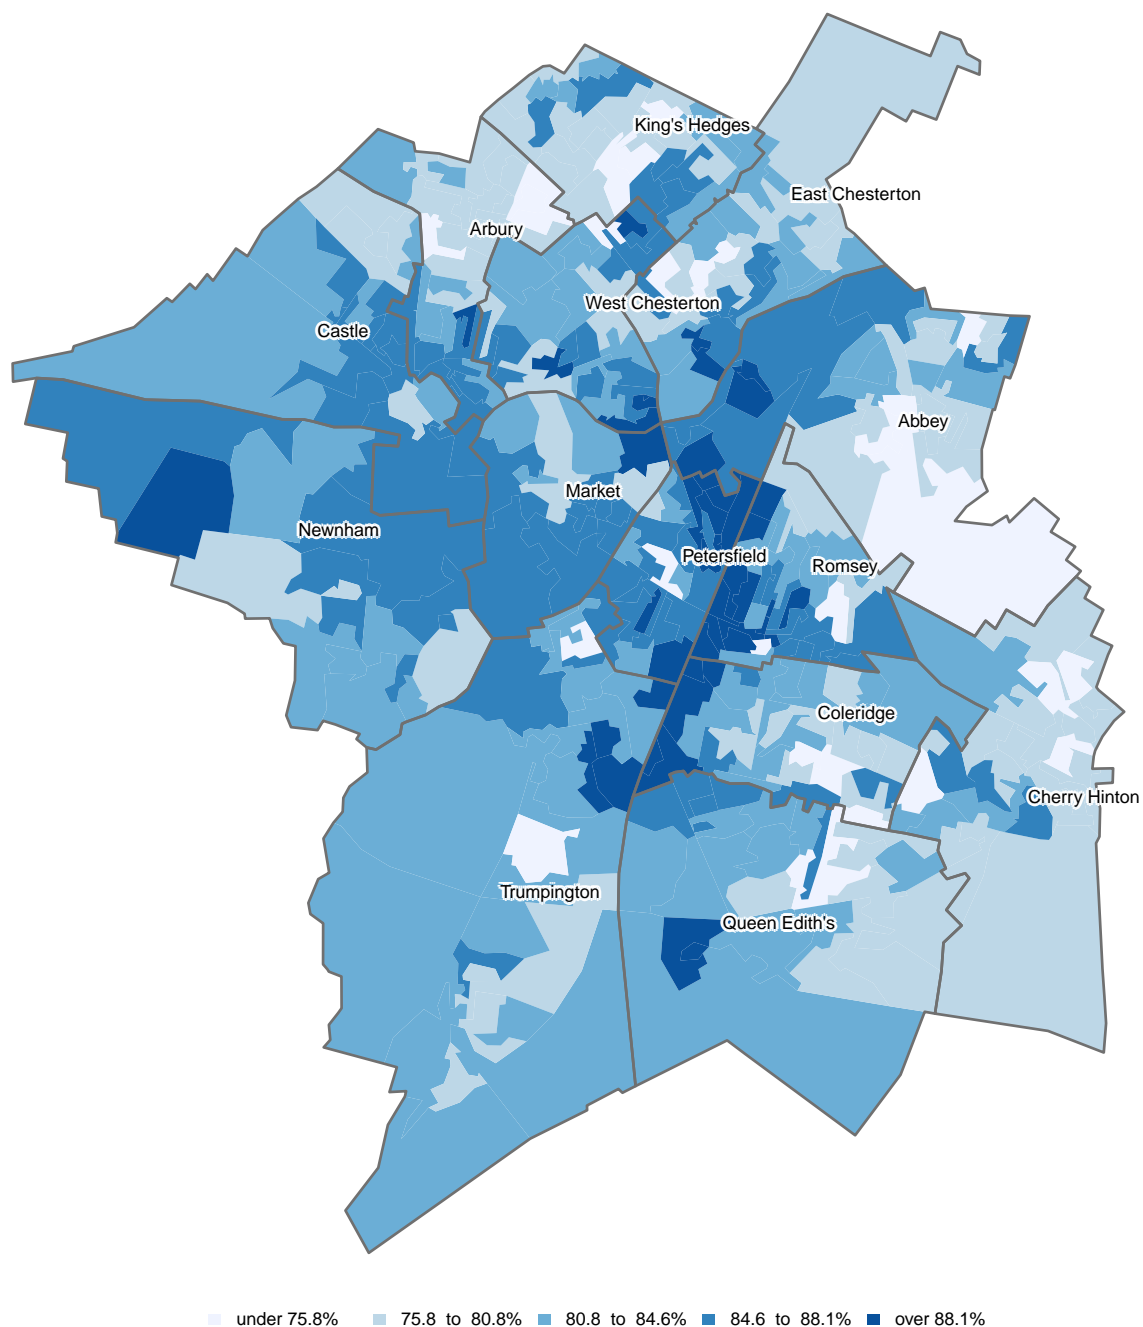 King's Hedges
East Chesterton
Arbury
West Chesterton
Castle
Abbey
Market
Newnham
Petersfield
Romsey
Coleridge
Cherry Hinton
Trumpington
Queen Edith's
under 75.8% 75.8 to 80.8% 80.8 to 84.6% 84.6 to 88.1% over 88.1%